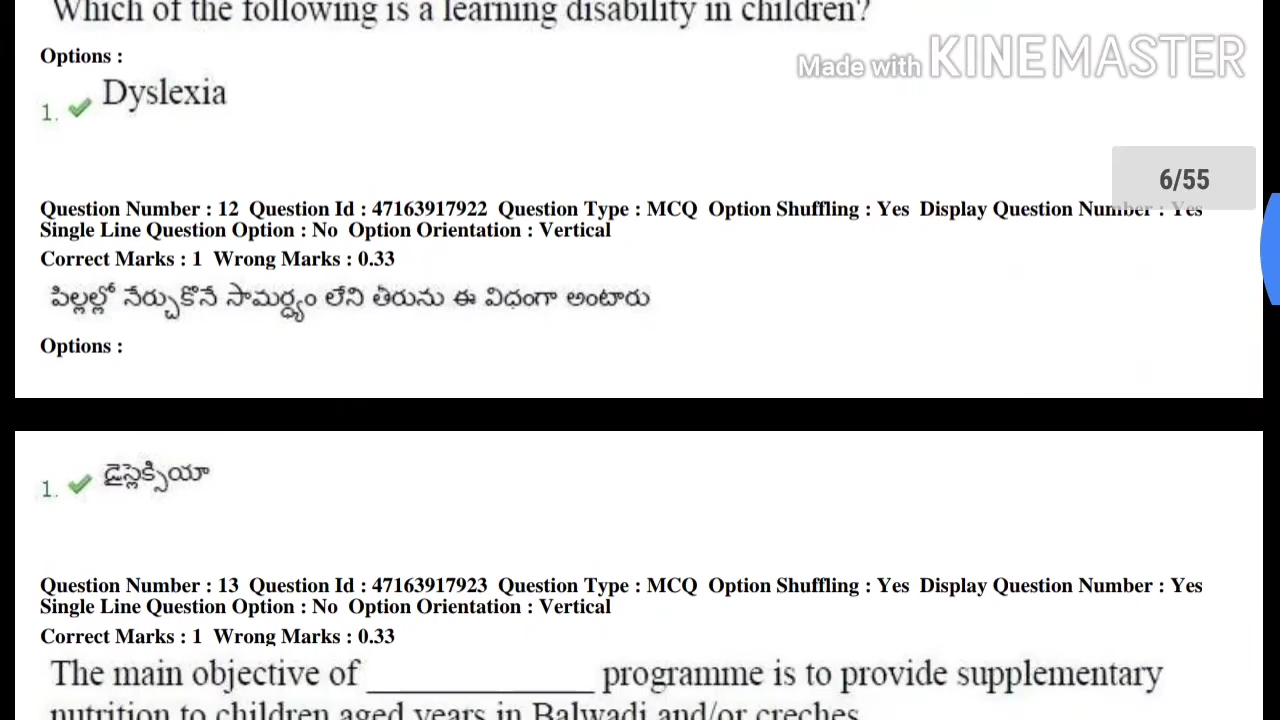 Which of the following is a learning disability in children?
Options :
Made with KINEMASTER
1. ✔ Dyslexia
6/55
Question Number : 12 Question Id : 47163917922 Question Type : MCQ Option Shuffling : Yes Display Question Number : Yes
Single Line Question Option : No Option Orientation : Vertical
Correct Marks : 1 Wrong Marks : 0.33
పిల్లల్లో నేర్చుకొనే సామర్థ్యం లేని తీరును ఈ విధంగా అంటారు
Options :
1. ✔ డైస్లెక్సియా
Question Number : 13 Question Id : 47163917923 Question Type : MCQ Option Shuffling : Yes Display Question Number : Yes
Single Line Question Option : No Option Orientation : Vertical
Correct Marks : 1 Wrong Marks : 0.33
The main objective of ____________ programme is to provide supplementary
nutrition to children aged years in Balwadi and/or creches